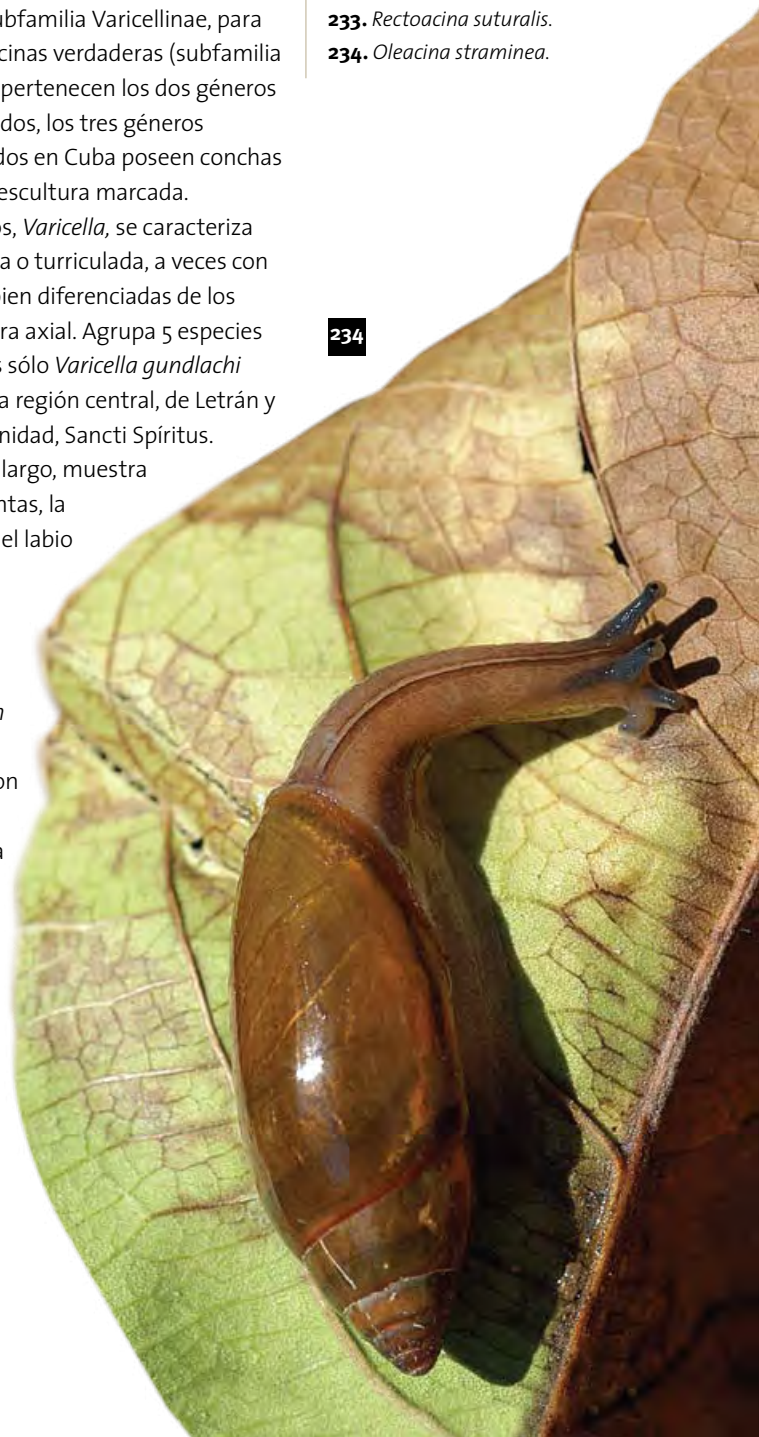 ubfamilia Varicellinae, para
cinas verdaderas (subfamilia
pertenecen los dos géneros
dos, los tres géneros
dos en Cuba poseen conchas
escultura marcada.
os, Varicella, se caracteriza
a o turriculada, a veces con
bien diferenciadas de los
ra axial. Agrupa 5 especies
s sólo Varicella gundlachi
a región central, de Letrán y
nidad, Sancti Spíritus.
largo, muestra
ntas, la
el labio
n
on
a
233. Rectoacina suturalis.
234. Oleacina straminea.
234